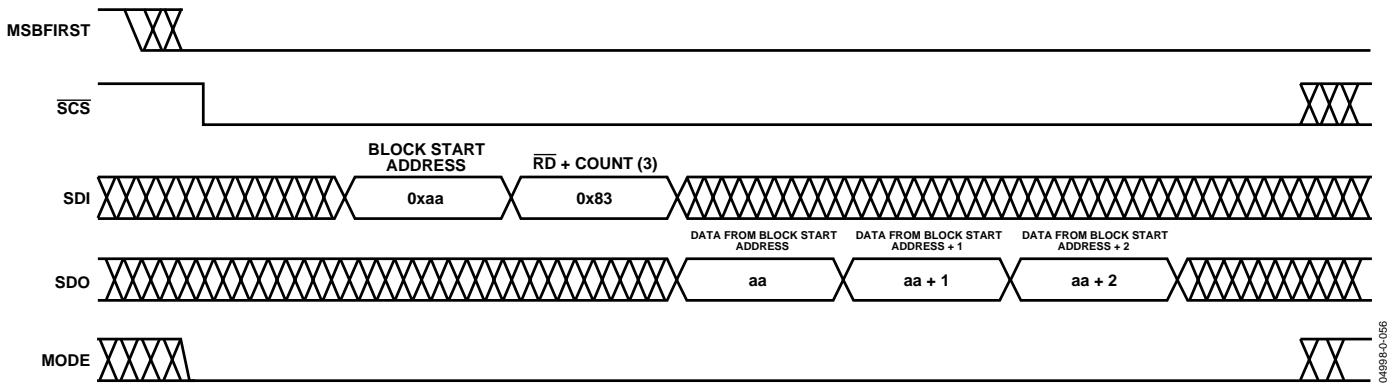 MSBFIRST
SCS
BLOCK START
ADDRESS
RD + COUNT (3)
SDI
0xaa
0x83
DATA FROM BLOCK START
ADDRESS
DATA FROM BLOCK START
ADDRESS + 1
DATA FROM BLOCK START
ADDRESS + 2
SDO
aa
aa + 1
aa + 2
MODE
04998-0-056